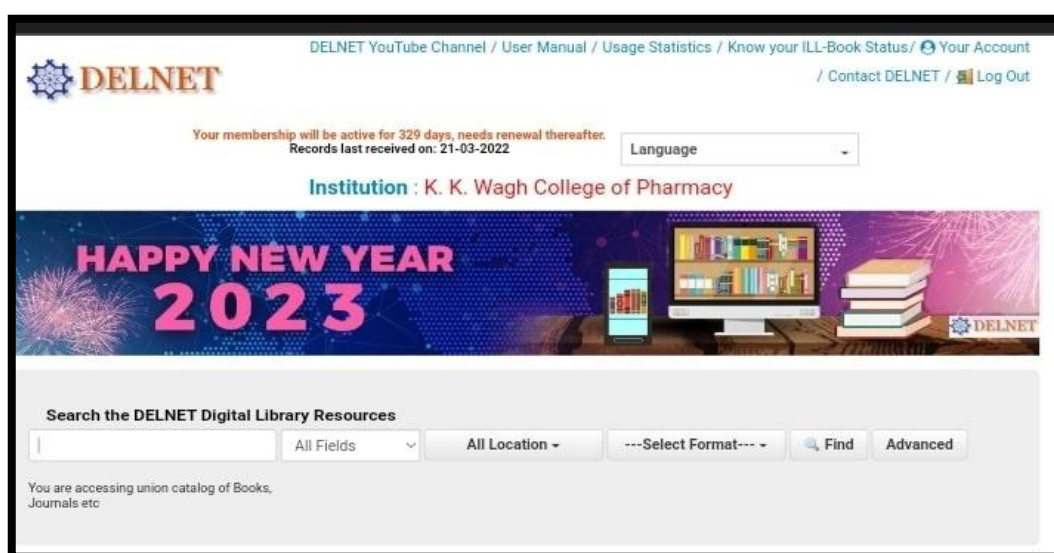 DELNET YouTube Channel / User Manual / Usage Statistics / Know your ILL-Book Status/ Your Account
/ Contact DELNET / Log Out
DELNET
Your membership will be active for 329 days, needs renewal thereafter.
Records last received on: 21-03-2022
Language
Institution : K. K. Wagh College of Pharmacy
HAPPY NEW YEAR
2023
DELNET
Search the DELNET Digital Library Resources
All Fields
All Location
---Select Format---
Find
Advanced
You are accessing union catalog of Books,
Journals etc